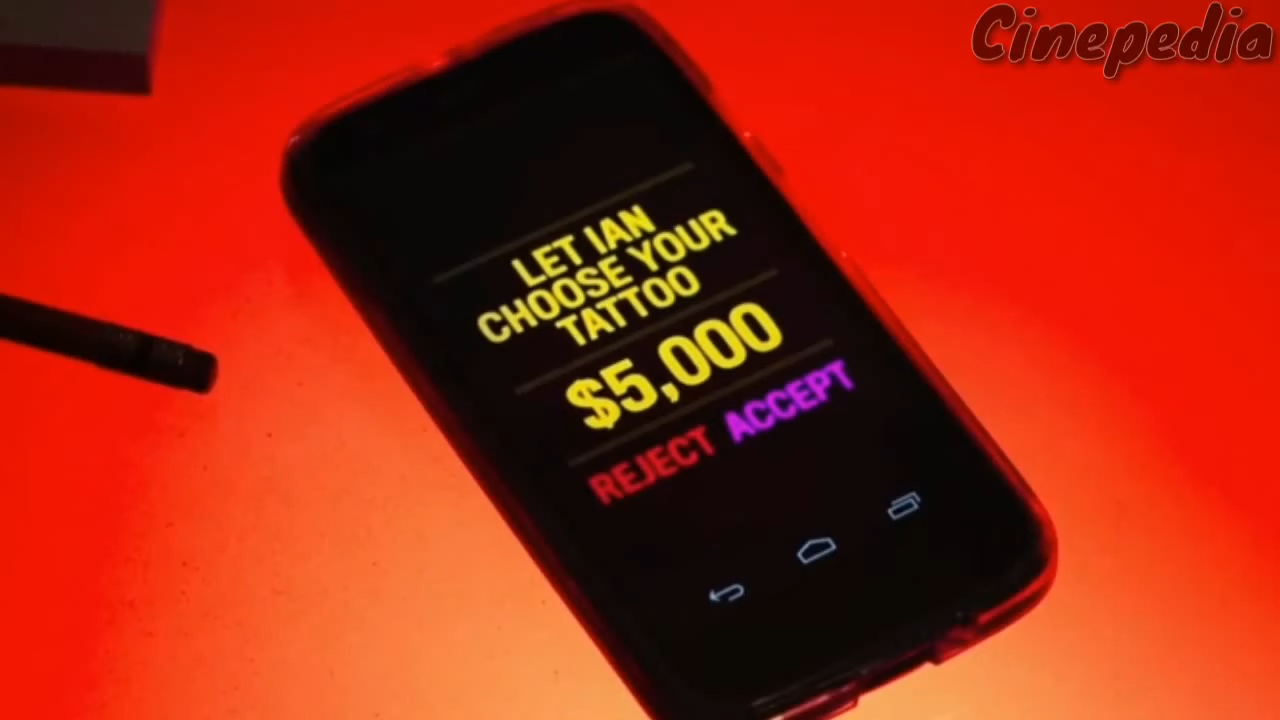 Cinepedia
LET IAN
CHOOSE YOUR
TATTOO
$5,000
REJECT ACCEPT